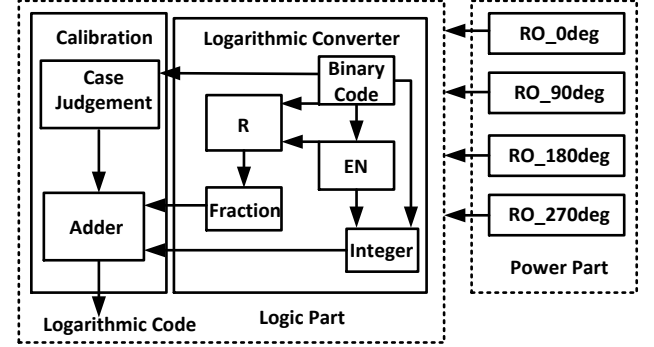 Calibration
Case
Judgement
Adder
Logarithmic Code
Logarithmic Converter
Binary
Code
R
EN
Fraction
Integer
Logic Part
RO_0deg
RO_90deg
RO_180deg
RO_270deg
Power Part